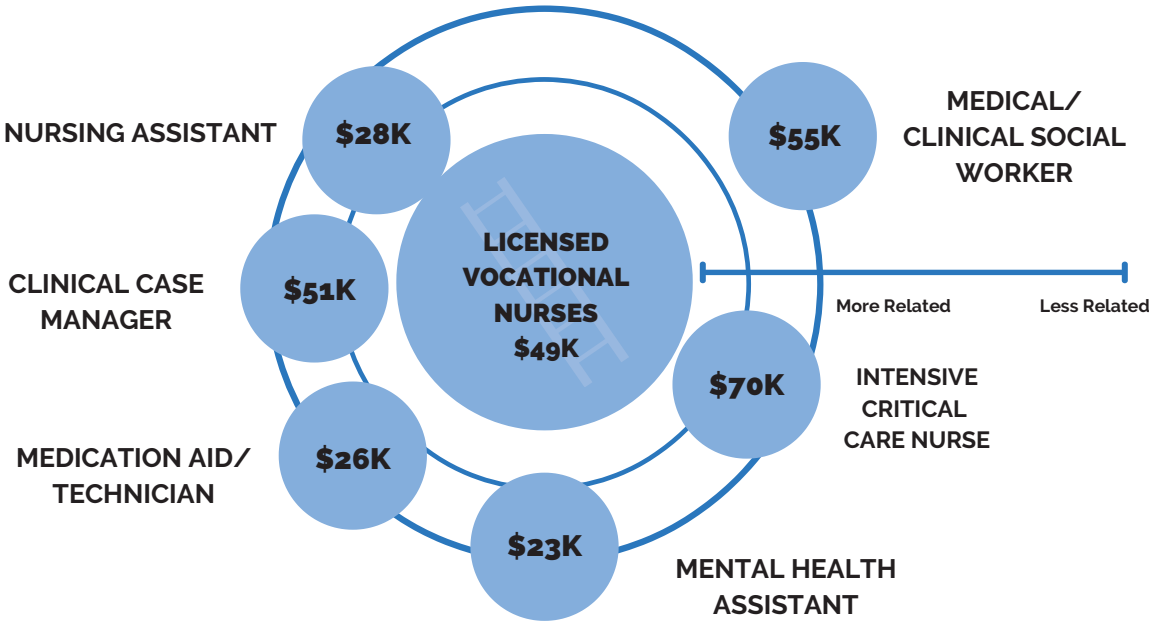 NURSING ASSISTANT
$28K
$55K
MEDICAL/
CLINICAL SOCIAL
WORKER
CLINICAL CASE
MANAGER
$51K
LICENSED
VOCATIONAL
NURSES
$49K
More Related
Less Related
$70K
INTENSIVE
CRITICAL
CARE NURSE
MEDICATION AID/
TECHNICIAN
$26K
$23K
MENTAL HEALTH
ASSISTANT